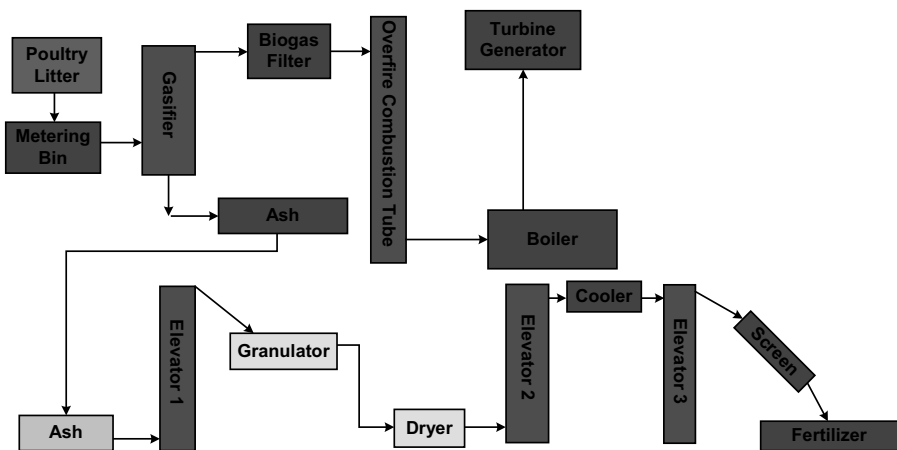 Poultry
Litter
Metering
Bin
Gasifier
Biogas
Filter
Overfire Combustion Tube
Turbine
Generator
Boiler
Ash
Ash
Elevator 1
Granulator
Dryer
Elevator 2
Cooler
Elevator 3
Screen
Fertilizer